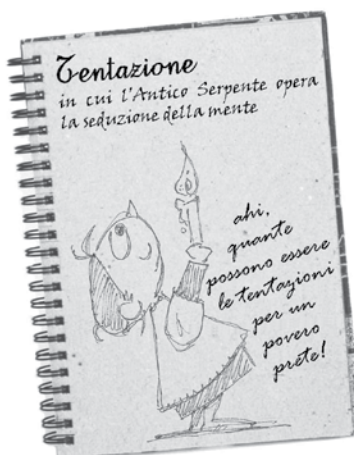 Tentazione
in cui l'Antico Serpente opera
la seduzione della mente
ahi,
quante
possono essere
le tentazioni
per un
povero
prete!